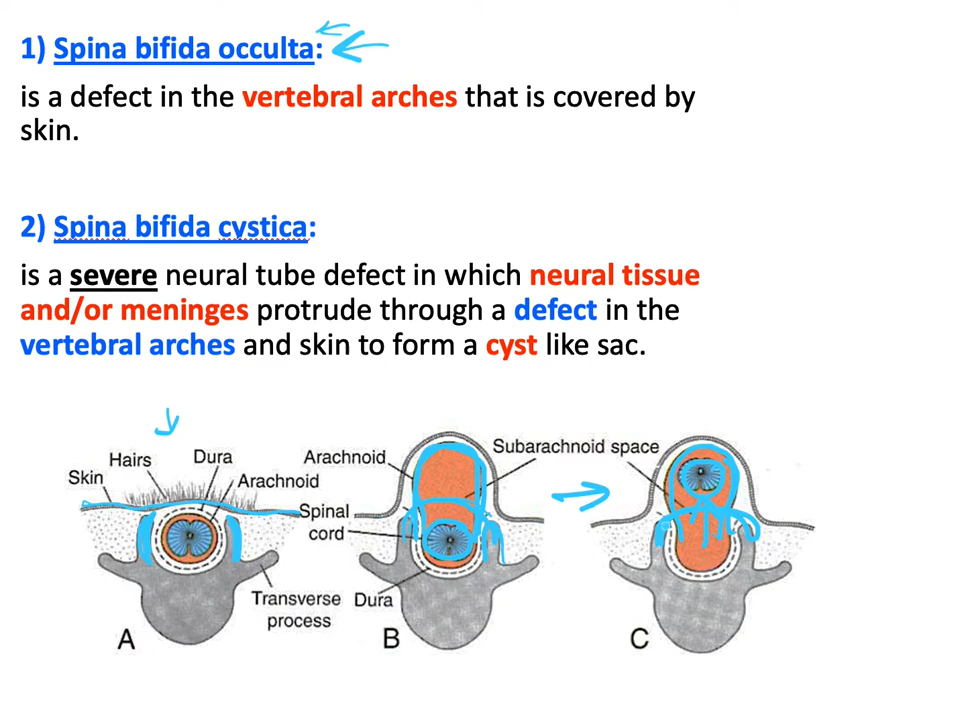 1) Spina bifida occulta:
is a defect in the vertebral arches that is covered by
skin.
2) Spina bifida cystica:
is a severe neural tube defect in which neural tissue
and/or meninges protrude through a defect in the
vertebral arches and skin to form a cyst like sac.
Hairs
Dura
Skin
Arachnoid
Arachnoid
Subarachnoid space
Spinal
cord
Transverse
process
Dura
A
B
C